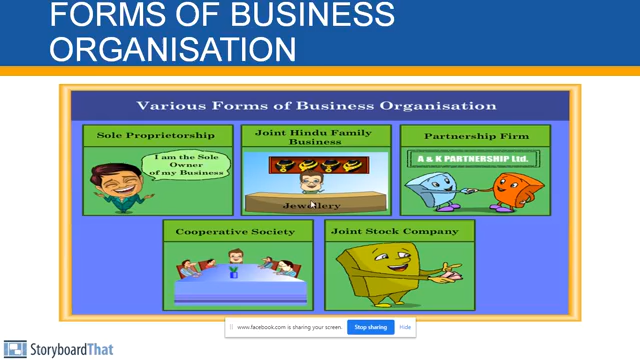 FORMS OF BUSINESS
ORGANISATION
Various Forms of Business Organisation
Sole Proprietorship
I am the Sole
Owner
of my Business
Joint Hindu Family
Business
Jewellery
Partnership Firm
A & K PARTNERSHIP Ltd.
Cooperative Society
Joint Stock Company
www.facebook.com is sharing your screen.
Stop sharing
Hide
StoryboardThat